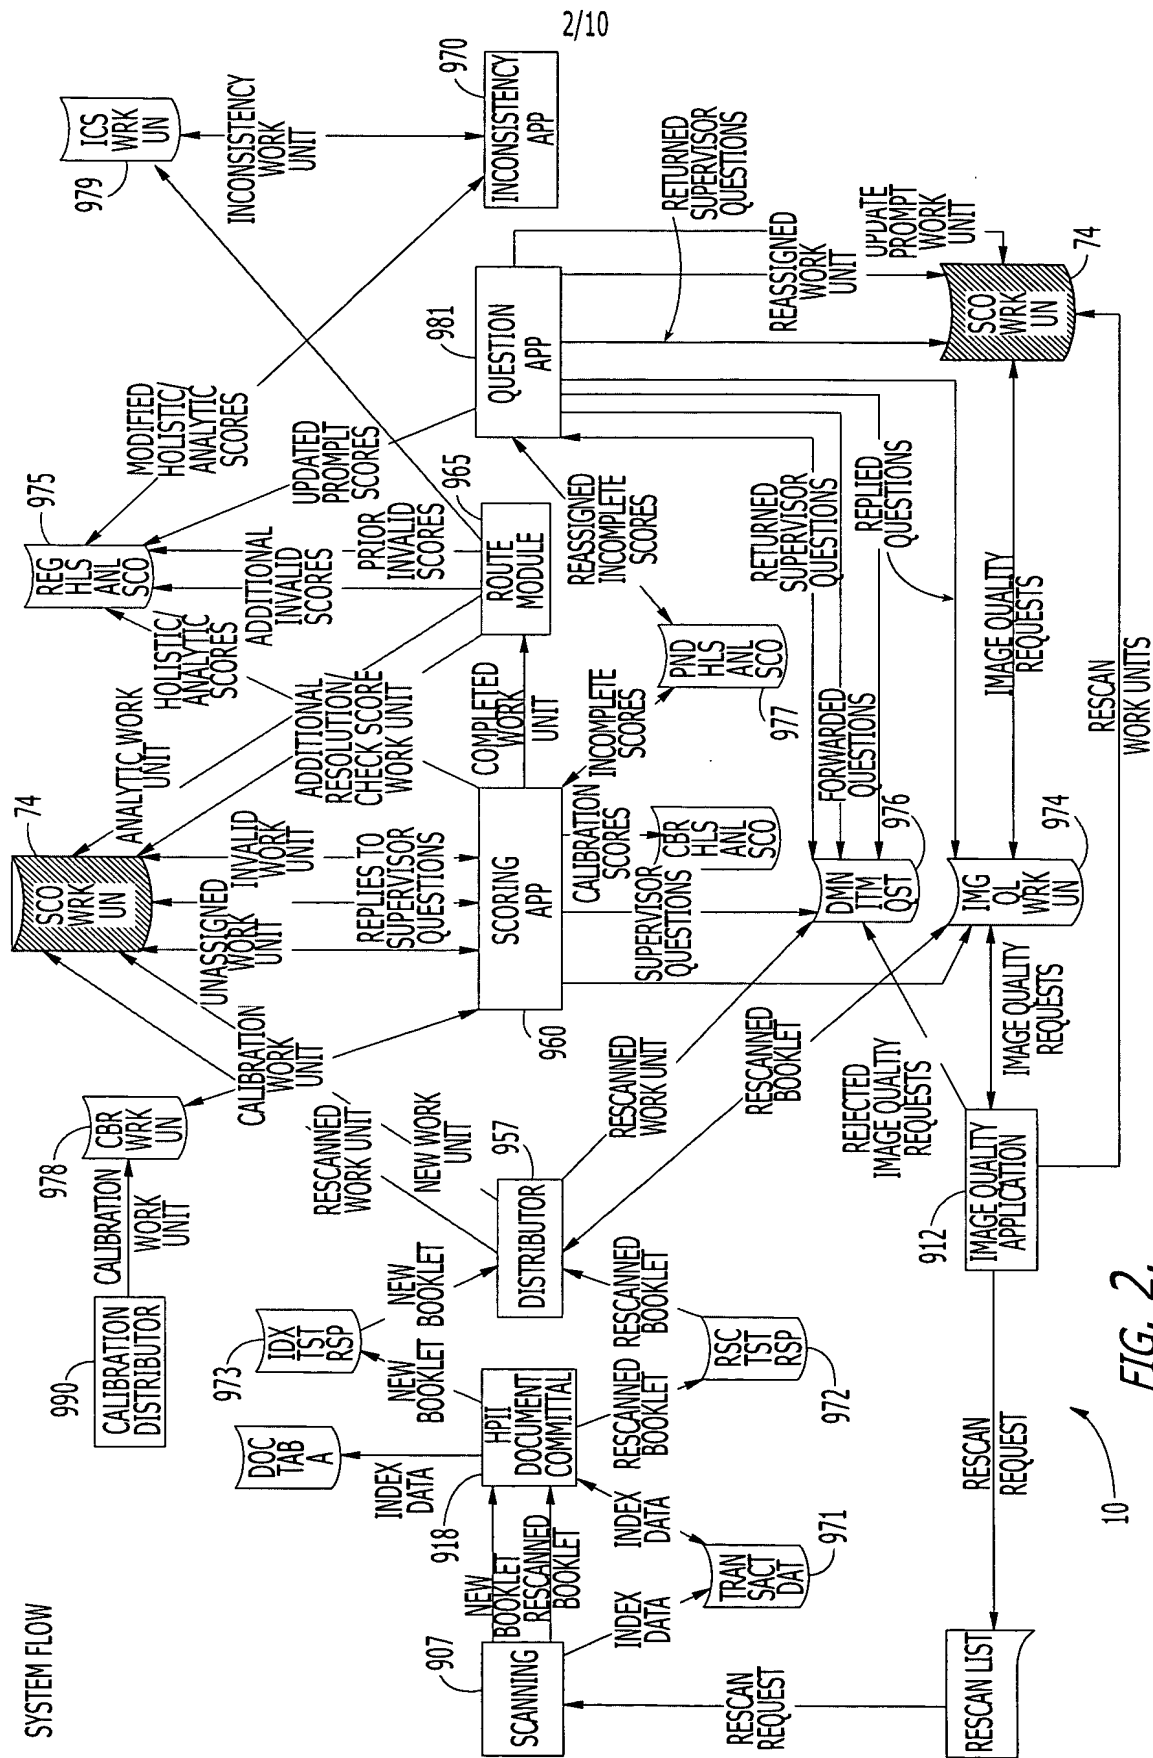 2/10
SYSTEM FLOW
ICS
WRK
UN
979
INCONSISTENCY
WORK
UNIT
970
INCONSISTENCY
APP
MODIFIED
HOLISTIC/
ANALYTIC
SCORES
975
REG
HLS
ANL
SCO
UPDATED
PROMPLT
SCORES
PRIOR
INVALID
SCORES
ADDITIONAL
INVALID
SCORES
HOLISTIC/
ANALYTIC
SCORES
965
ROUTE
MODULE
981
QUESTION
APP
RETURNED
SUPERVISOR
QUESTIONS
REASSIGNED
WORK
UNIT
UPDATE
PROMPT
WORK
UNIT
74
SCO
WRK
UN
REASSIGNED
INCOMPLETE
SCORES
RETURNED
SUPERVISOR
QUESTIONS
REPLIED
QUESTIONS
FORWARDED
QUESTIONS
IMAGE QUALITY
REQUESTS
RESCAN
WORK UNITS
PND
HLS
ANL
SCO
977
INCOMPLETE
SCORES
COMPLETED
WORK
UNIT
ADDITIONAL
RESOLUTION/
CHECK SCORE
WORK UNIT
ANALYTIC WORK
UNIT
74
SCO
WRK
UN
INVALID
WORK
UNIT
REPLIES TO
SUPERVISOR
QUESTIONS
UNASSIGNED
WORK
UNIT
SCORING
APP
960
CALIBRATION
SCORES
CBR
HLS
ANL
SCO
SUPERVISOR
QUESTIONS
976
DMN
ITM
QST
974
IMG
QL
WRK
UN
CALIBRATION
WORK
UNIT
978
CBR
WRK
UN
CALIBRATION
WORK
UNIT
990
CALIBRATION
DISTRIBUTOR
RESCANNED
WORK UNIT
NEW WORK
UNIT
957
DISTRIBUTOR
RESCANNED
WORK UNIT
RESCANNED
BOOKLET
REJECTED
IMAGE QUALITY
REQUESTS
IMAGE QUALITY
REQUESTS
912
IMAGE QUALITY
APPLICATION
973
IDX
TST
RSP
NEW
BOOKLET
NEW
BOOKLET
RESCANNED
BOOKLET
RESCANNED
BOOKLET
RSC
TST
RSP
972
DOC
TAB
A
INDEX
DATA
918
HPII
DOCUMENT
COMMITTAL
NEW
BOOKLET
RESCANNED
BOOKLET
INDEX
DATA
INDEX
DATA
TRAN
SACT
DAT
971
907
SCANNING
RESCAN
REQUEST
RESCAN LIST
RESCAN
REQUEST
10
FIG. 2.